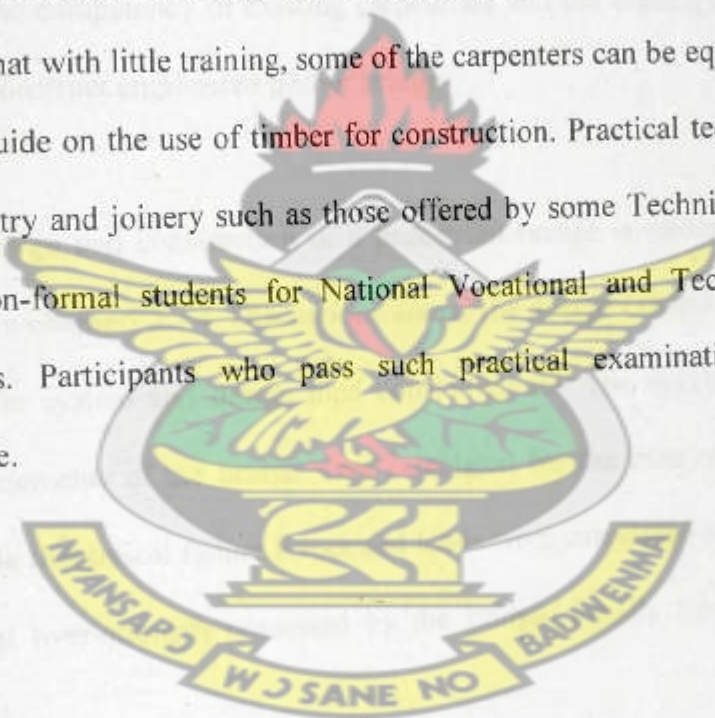 hat with little training, some of the carpenters can be eq
uide on the use of timber for construction. Practical te
try and joinery such as those offered by some Techni
on-formal students for National Vocational and Tec
s. Participants who pass such practical examinati
e.
NYANSAPƆ
WƆSANE NO
BADWENMA